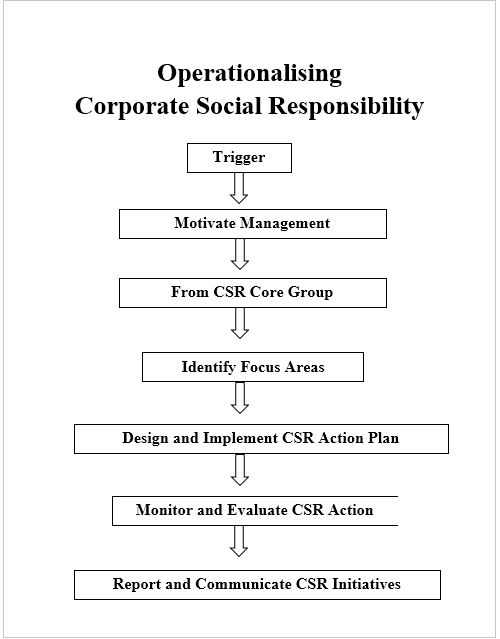 Operationalising
Corporate Social Responsibility
Trigger
Motivate Management
From CSR Core Group
Identify Focus Areas
Design and Implement CSR Action Plan
Monitor and Evaluate CSR Action
Report and Communicate CSR Initiatives